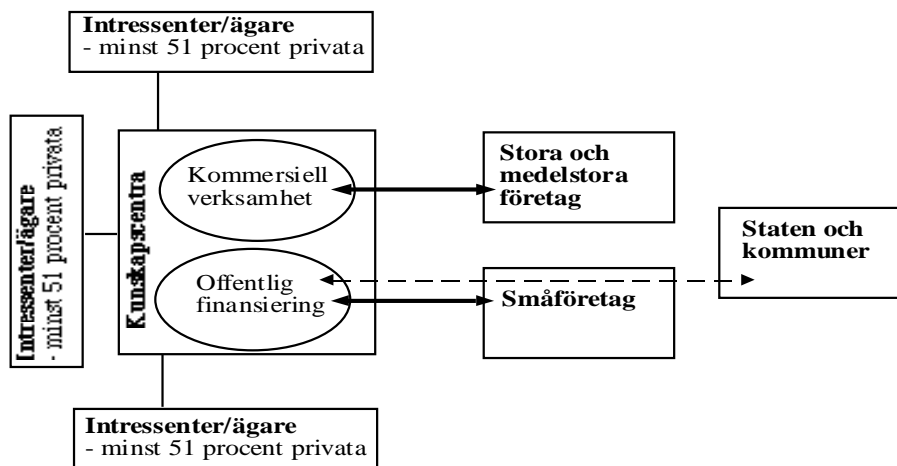 Intressenter/ägare
- minst 51 procent privata
Intressenter/ägare
- minst 51 procent privata
Kunskapscentra
Kommersiell
verksamhet
Stora och
medelstora
företag
Staten och
kommuner
Offentlig
finansiering
Småföretag
Intressenter/ägare
- minst 51 procent privata